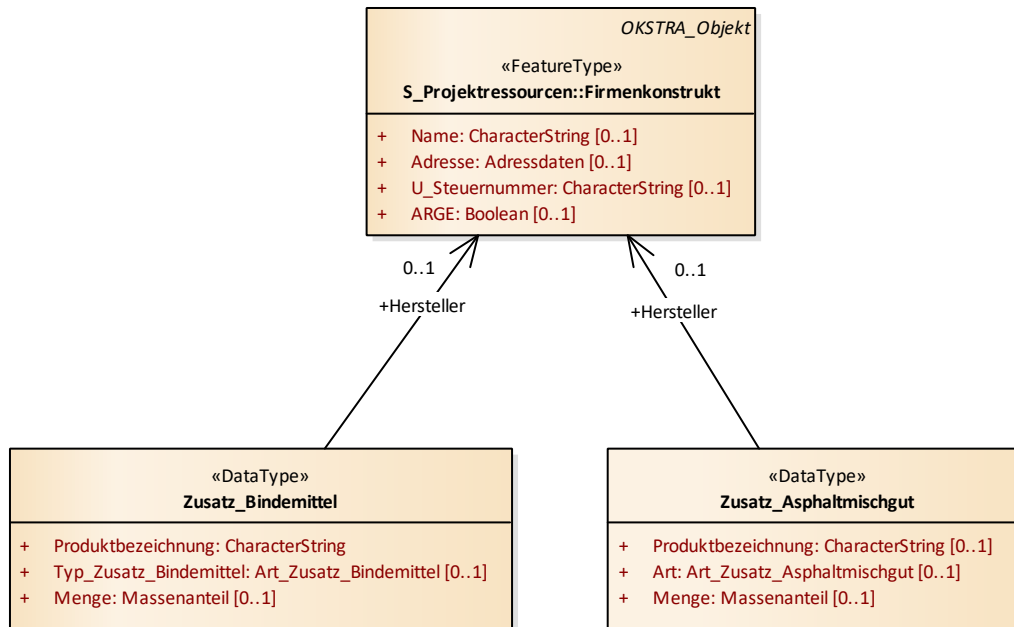 OKSTRA_Objekt
«FeatureType»
S_Projektressourcen::Firmenkonstrukt
+ Name: CharacterString [0..1]
+ Adresse: Adressdaten [0..1]
+ U_Steuernummer: CharacterString [0..1]
+ ARGE: Boolean [0..1]
0..1
+Hersteller
0..1
+Hersteller
«DataType»
Zusatz_Bindemittel
+ Produktbezeichnung: CharacterString
+ Typ_Zusatz_Bindemittel: Art_Zusatz_Bindemittel [0..1]
+ Menge: Massenanteil [0..1]
«DataType»
Zusatz_Asphaltmischgut
+ Produktbezeichnung: CharacterString [0..1]
+ Art: Art_Zusatz_Asphaltmischgut [0..1]
+ Menge: Massenanteil [0..1]